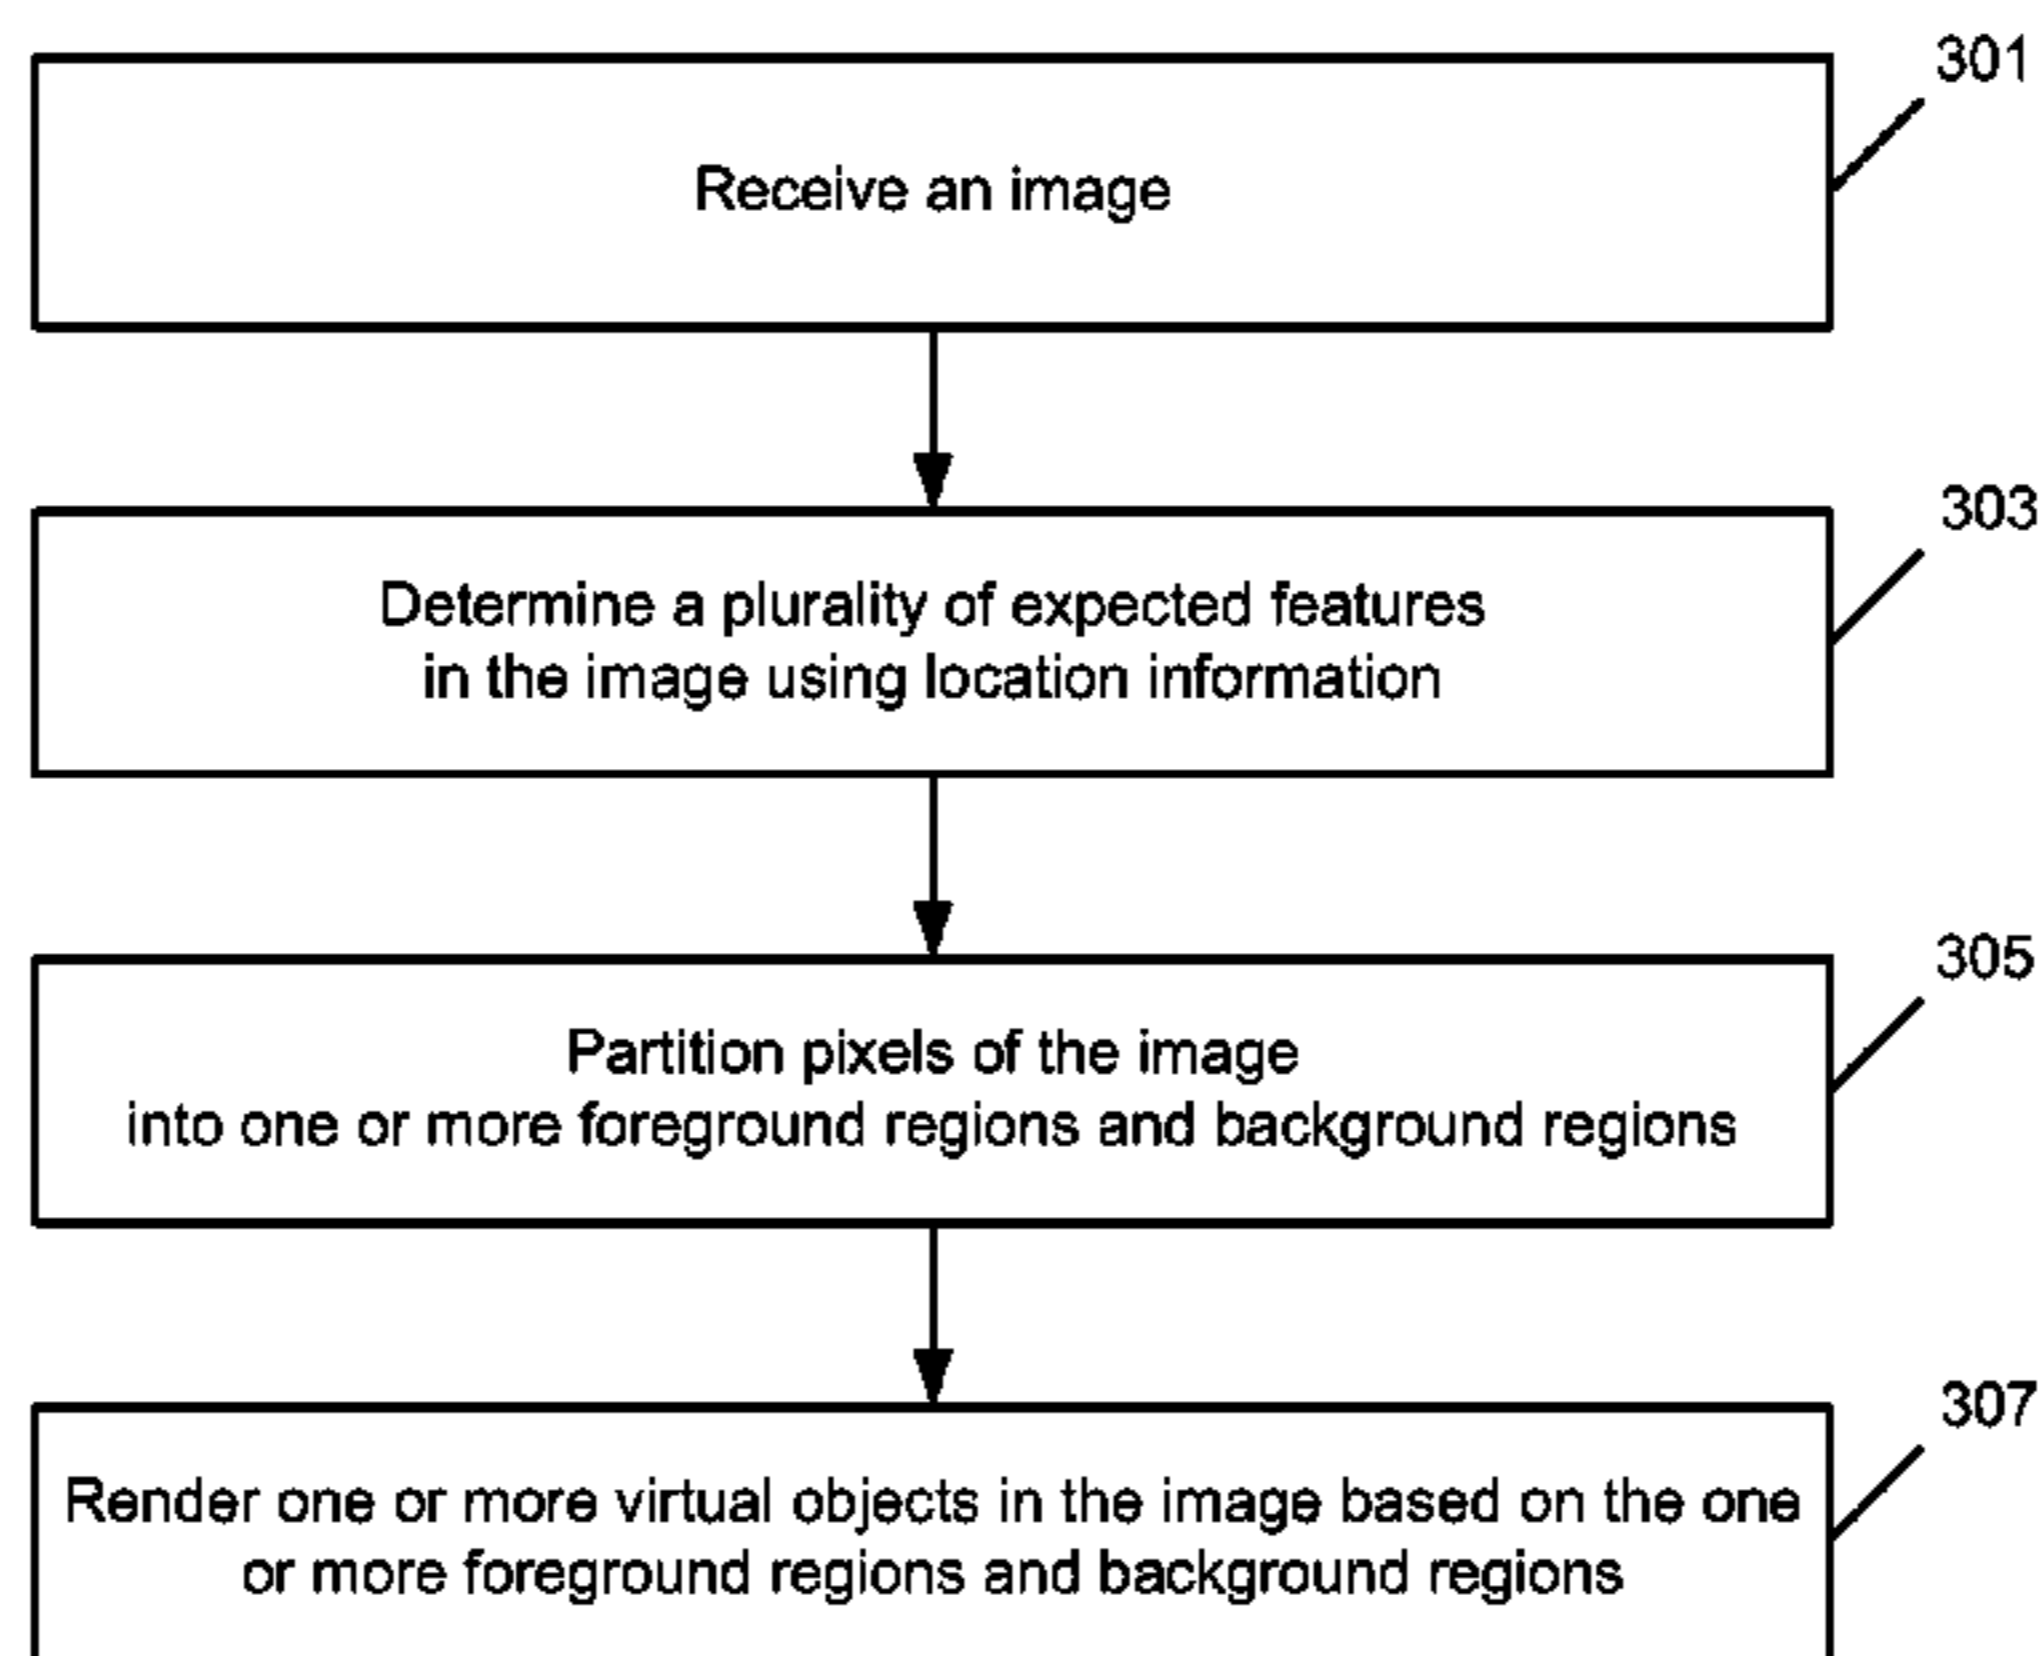 301
Receive an image
303
Determine a plurality of expected features
in the image using location information
305
Partition pixels of the image
into one or more foreground regions and background regions
307
Render one or more virtual objects in the image based on the one
or more foreground regions and background regions